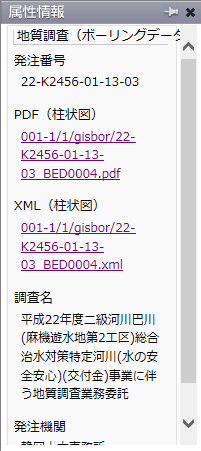 属性情報
地質調査（ボーリングデータ
発注番号
22-K2456-01-13-03
PDF（柱状図）
001-1/1/gisbor/22-
K2456-01-13-
03_BED0004.pdf
XML（柱状図）
001-1/1/gisbor/22-
K2456-01-13-
03_BED0004.xml
調査名
平成22年度二級河川巴川
(麻機遊水地第2工区)総合
治水対策特定河川(水の安
全安心)(交付金)事業に伴
う地質調査業務委託
発注機関